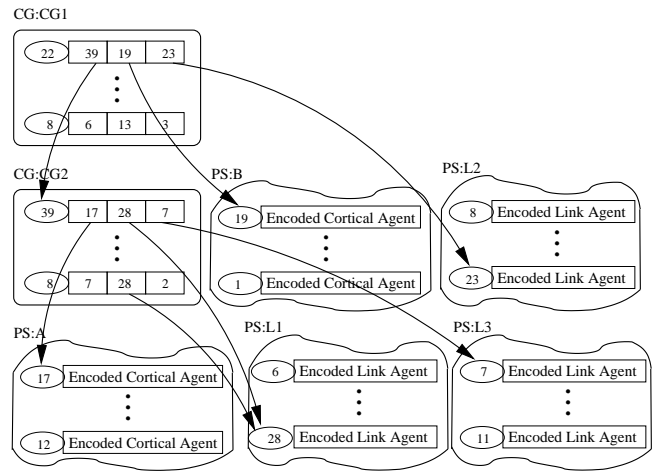 CG:CG1
22 39 19 23
8 6 13 3
CG:CG2
39 17 28 7
8 7 28 2
PS:B
19 Encoded Cortical Agent
1 Encoded Cortical Agent
PS:L2
8 Encoded Link Agent
23 Encoded Link Agent
PS:A
17 Encoded Cortical Agent
12 Encoded Cortical Agent
PS:L1
6 Encoded Link Agent
28 Encoded Link Agent
PS:L3
7 Encoded Link Agent
11 Encoded Link Agent